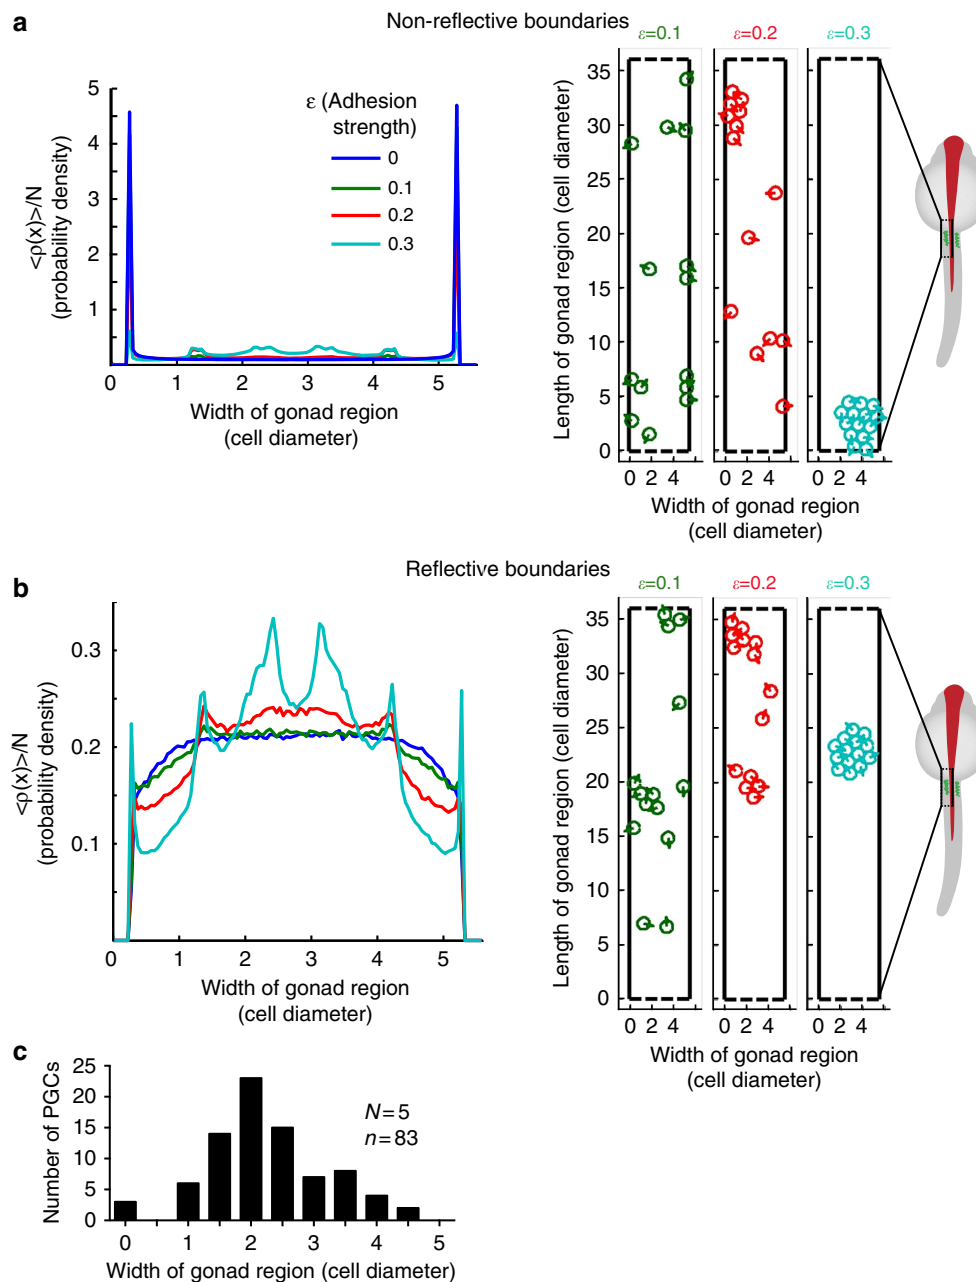 a
Non-reflective boundaries
<ρ(x)>/N
(probability density)
5
4
3
2
1
0 1 2 3 4 5
Width of gonad region
(cell diameter)
ε (Adhesion
strength)
0
0.1
0.2
0.3
ε=0.1 ε=0.2 ε=0.3
Length of gonad region (cell diameter)
35
30
25
20
15
10
5
0
0 2 4 0 2 4 0 2 4
Width of gonad region
(cell diameter)
b
Reflective boundaries
<ρ(x)>/N
(probability density)
0.3
0.2
0.1
0 1 2 3 4 5
Width of gonad region
(cell diameter)
ε=0.1 ε=0.2 ε=0.3
Length of gonad region (cell diameter)
35
30
25
20
15
10
5
0
0 2 4 0 2 4 0 2 4
Width of gonad region
(cell diameter)
c
Number of PGCs
25
20
15
10
5
0
0 1 2 3 4 5
Width of gonad region (cell diameter)
N=5
n=83